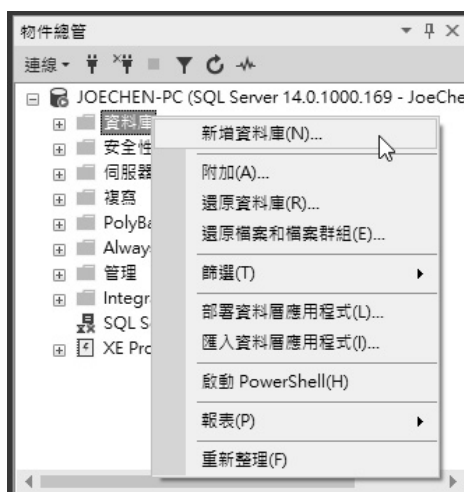 物件總管
連線
JOECHEN-PC (SQL Server 14.0.1000.169 - JoeChe
資料庫
新增資料庫(N)...
安全性
附加(A)...
伺服器
還原資料庫(R)...
複寫
還原檔案和檔案群組(E)...
PolyBa
Always
篩選(T)
管理
Integr
部署資料層應用程式(L)...
SQL S
匯入資料層應用程式(I)...
XE Pro
啟動 PowerShell(H)
報表(P)
重新整理(F)